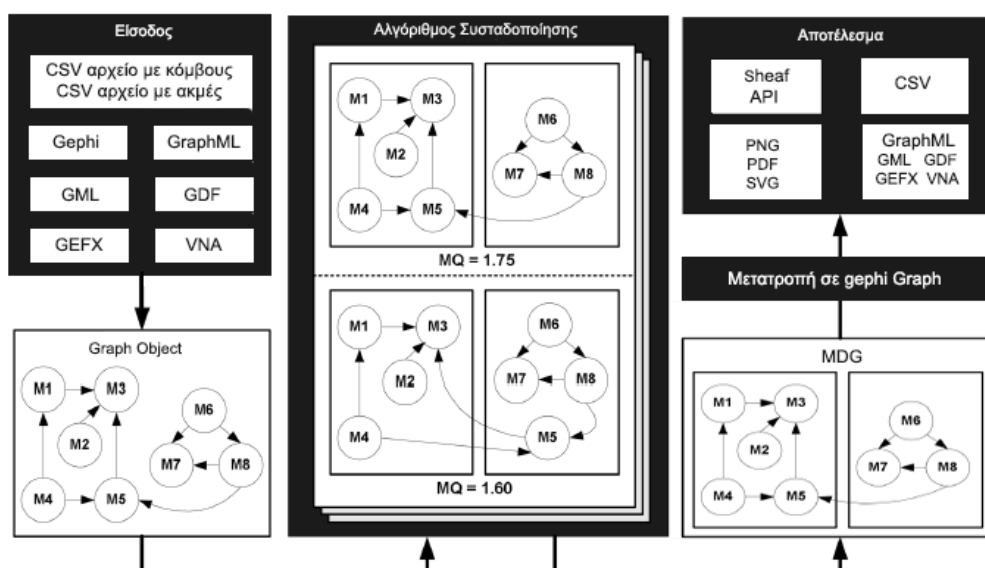 Είσοδος
CSV αρχείο με κόμβους
CSV αρχείο με ακμές
Gephi
GraphML
GML
GDF
GEFX
VNA
Graph Object
M1
M3
M6
M2
M7
M8
M4
M5
Αλγόριθμος Συσταδοποίησης
M1
M3
M6
M2
M7
M8
M4
M5
MQ = 1.75
M1
M3
M6
M2
M7
M8
M4
M5
MQ = 1.60
Αποτέλεσμα
Sheaf
API
CSV
PNG
PDF
SVG
GraphML
GML GDF
GEFX VNA
Μετατροπή σε gephi Graph
MDG
M1
M3
M6
M2
M7
M8
M4
M5